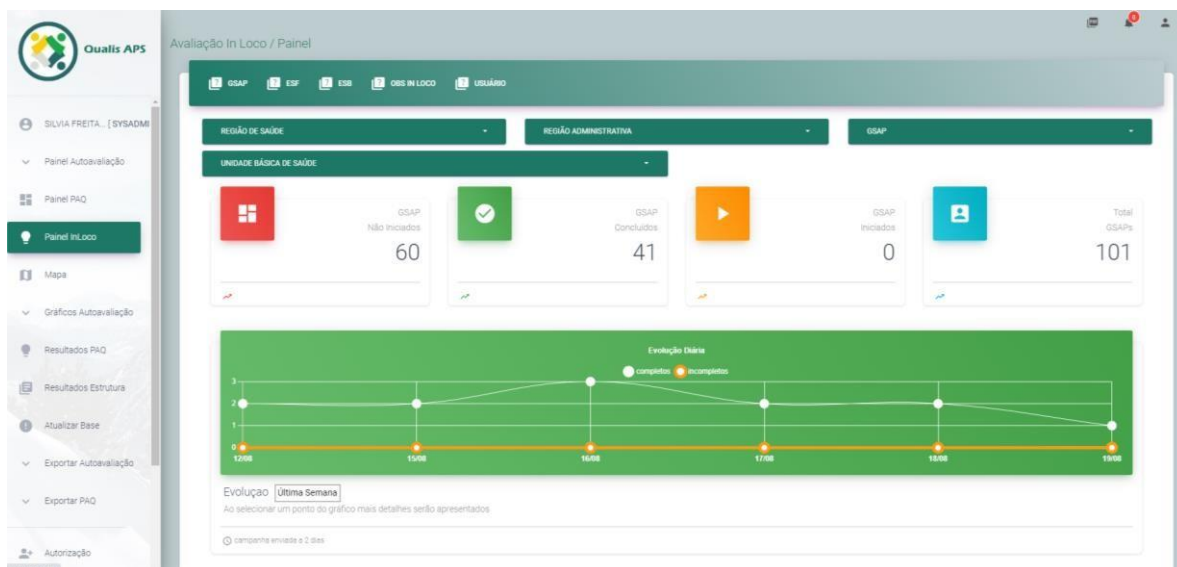 Qualis APS
SILVIA FREITA... [ SYSADMI
Painel Autoavaliação
Painel PAQ
Painel InLoco
Mapa
Gráficos Autoavaliação
Resultados PAQ
Resultados Estrutura
Atualizar Base
Exportar Autoavaliação
Exportar PAQ
Autorização
Avaliação In Loco / Painel
GSAP ESF ESB OBS IN LOCO USUÁRIO
REGIÃO DE SAÚDE REGIÃO ADMINISTRATIVA GSAP
UNIDADE BÁSICA DE SAÚDE
GSAP
Não Iniciados
60
GSAP
Concluídos
41
GSAP
Iniciados
0
Total
GSAPs
101
Evolução Diária
completos incompletos
3
2
1
0
12/08 15/08 16/08 17/08 18/08 19/08
Evoluçao Última Semana
Ao selecionar um ponto do gráfico mais detalhes serão apresentados
campanha enviada a 2 dias